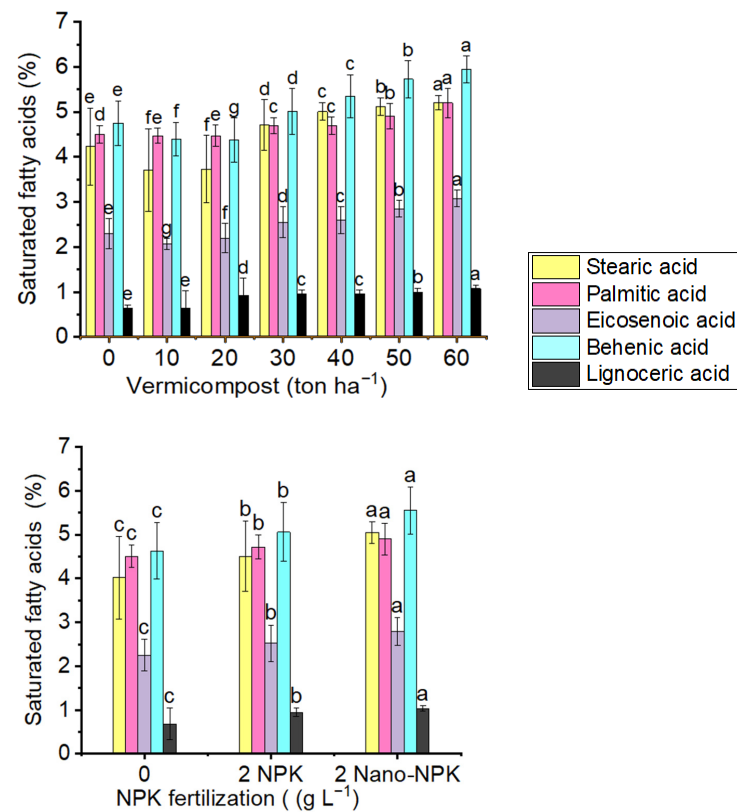 Saturated fatty acids (%)
7
6
5
4
3
2
1
0
e d e e e
fe fe f g
f e g f d
d c d d c
c c c c c
b b b b b
a a a a a
0 10 20 30 40 50 60
Vermicompost (ton ha⁻¹)
Stearic acid
Palmitic acid
Eicosenoic acid
Behenic acid
Lignoceric acid
Saturated fatty acids (%)
7
6
5
4
3
2
1
0
c c c c c
b b b b b
a a a a a
0 2 NPK 2 Nano-NPK
NPK fertilization ( (g L⁻¹)